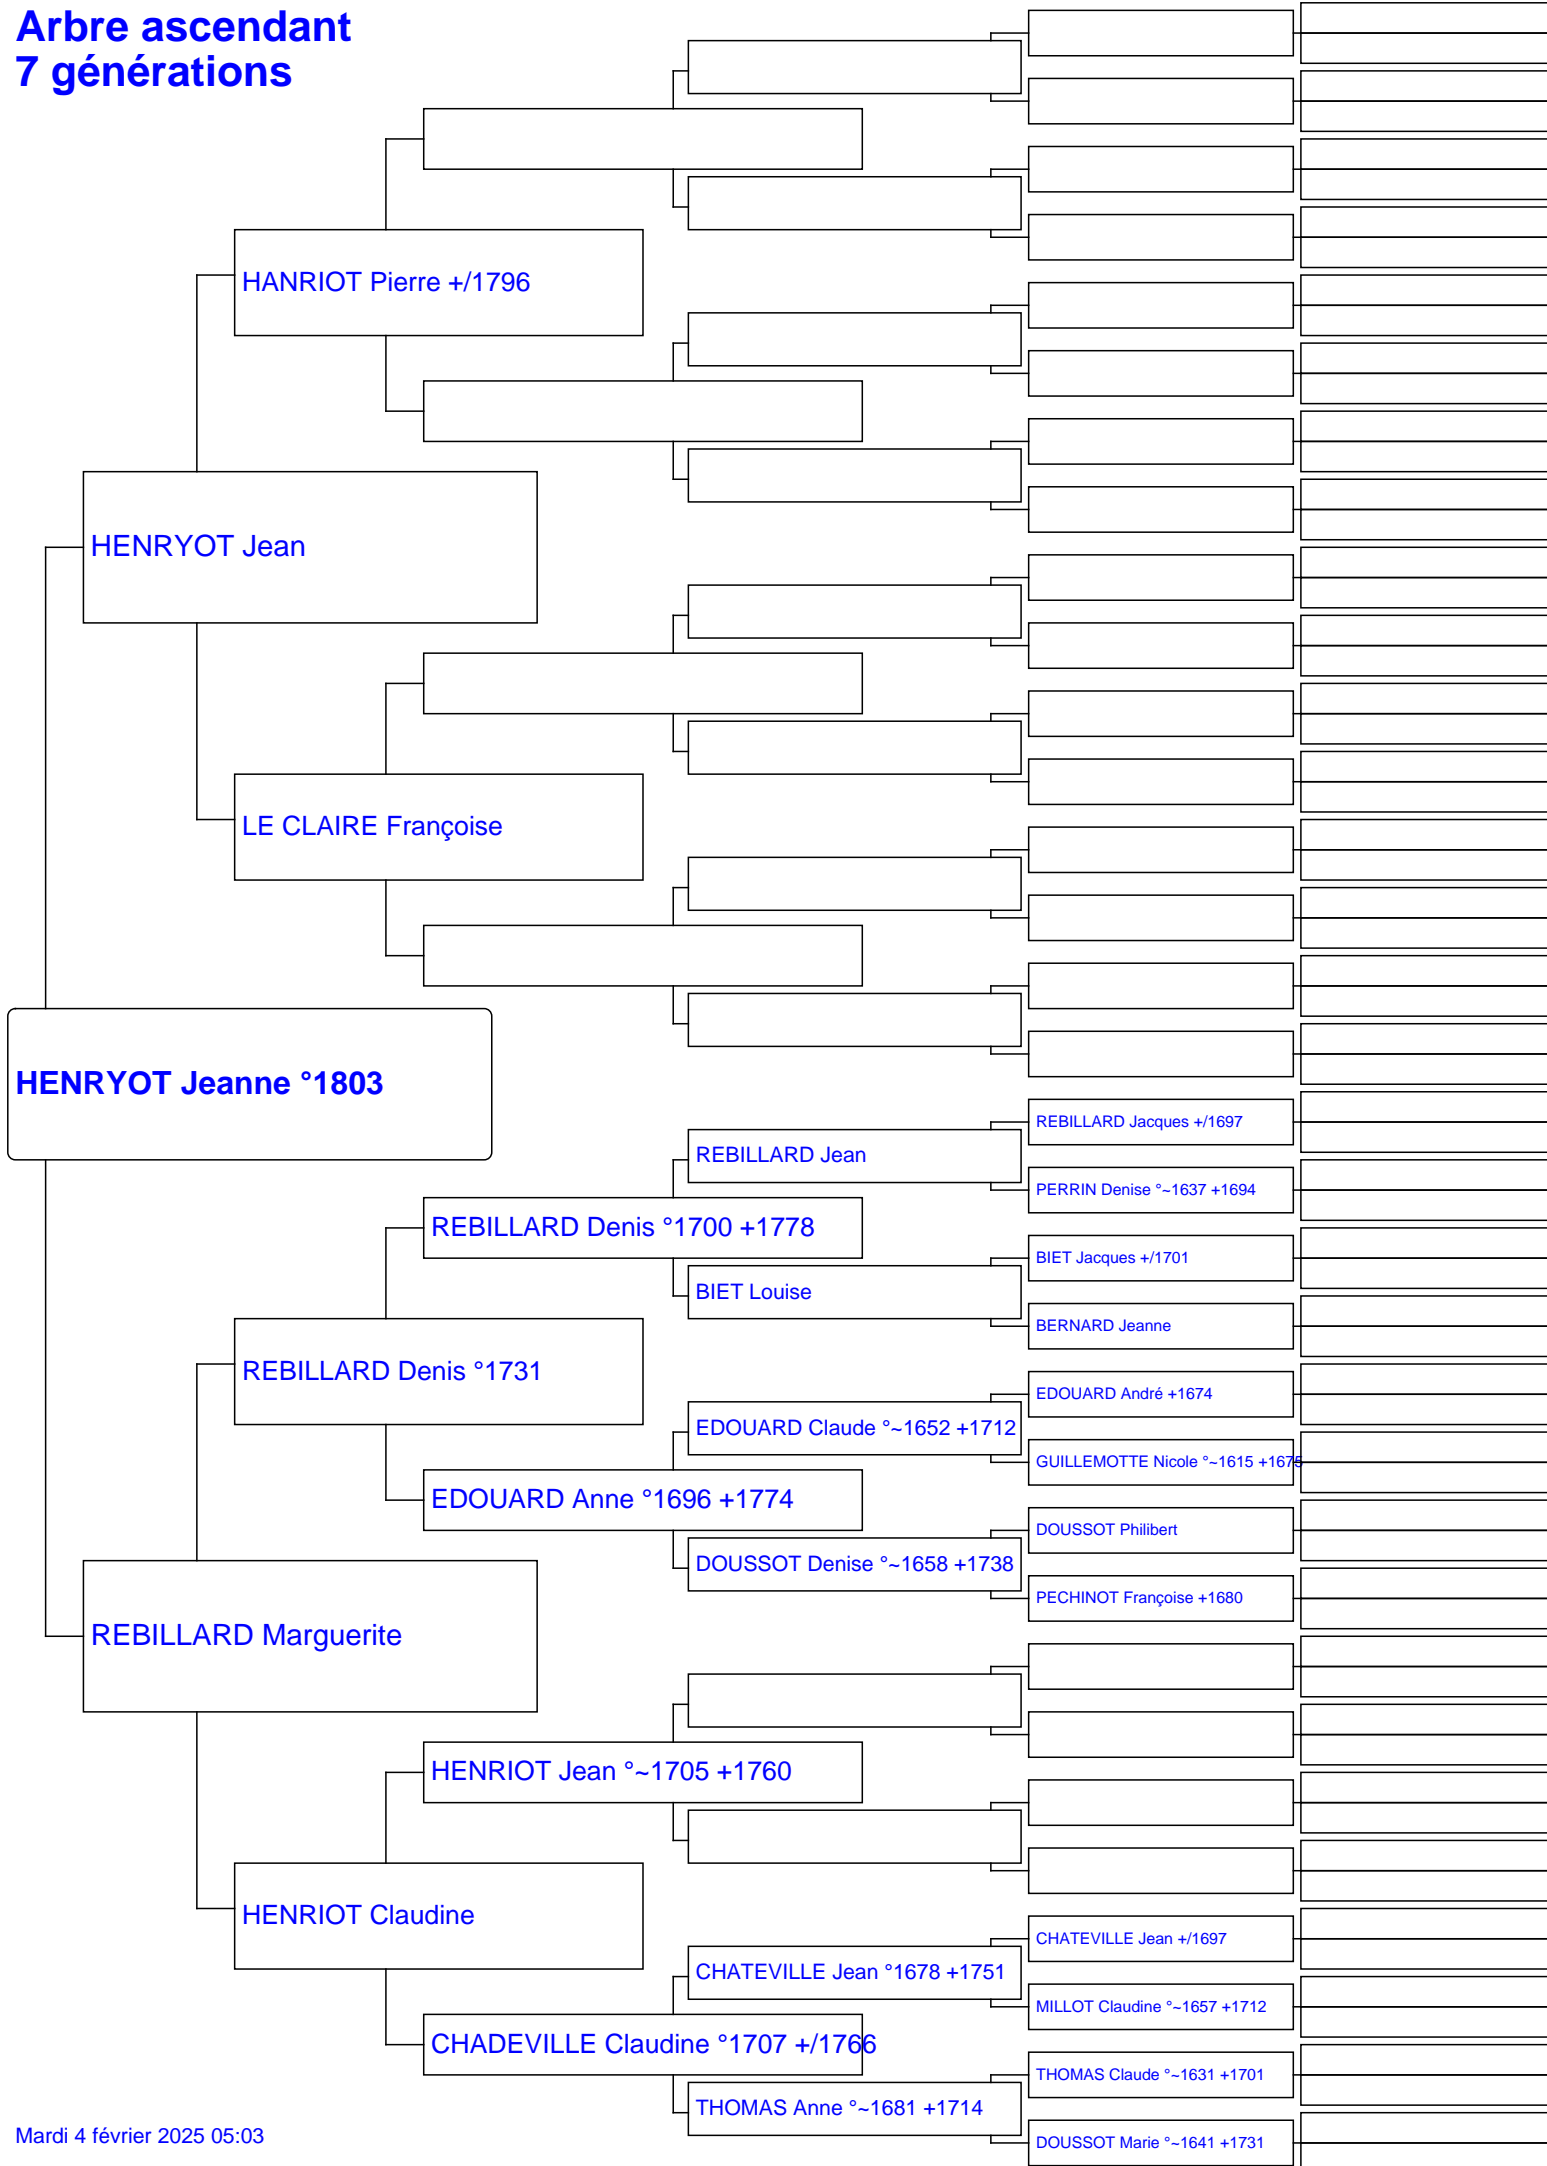 Arbre ascendant
7 générations
HANRIOT Pierre +/1796
HENRYOT Jean
LE CLAIRE Françoise
HENRYOT Jeanne °1803
REBILLARD Jacques +/1697
REBILLARD Jean
PERRIN Denise °~1637 +1694
REBILLARD Denis °1700 +1778
BIET Jacques +/1701
BIET Louise
BERNARD Jeanne
REBILLARD Denis °1731
EDOUARD André +1674
EDOUARD Claude °~1652 +1712
GUILLEMOTTE Nicole °~1615 +1675
EDOUARD Anne °1696 +1774
DOUSSOT Philibert
DOUSSOT Denise °~1658 +1738
PECHINOT Françoise +1680
REBILLARD Marguerite
HENRIOT Jean °~1705 +1760
HENRIOT Claudine
CHATEVILLE Jean +/1697
CHATEVILLE Jean °1678 +1751
MILLOT Claudine °~1657 +1712
CHADEVILLE Claudine °1707 +/1766
THOMAS Claude °~1631 +1701
THOMAS Anne °~1681 +1714
DOUSSOT Marie °~1641 +1731
Mardi 4 février 2025 05:03